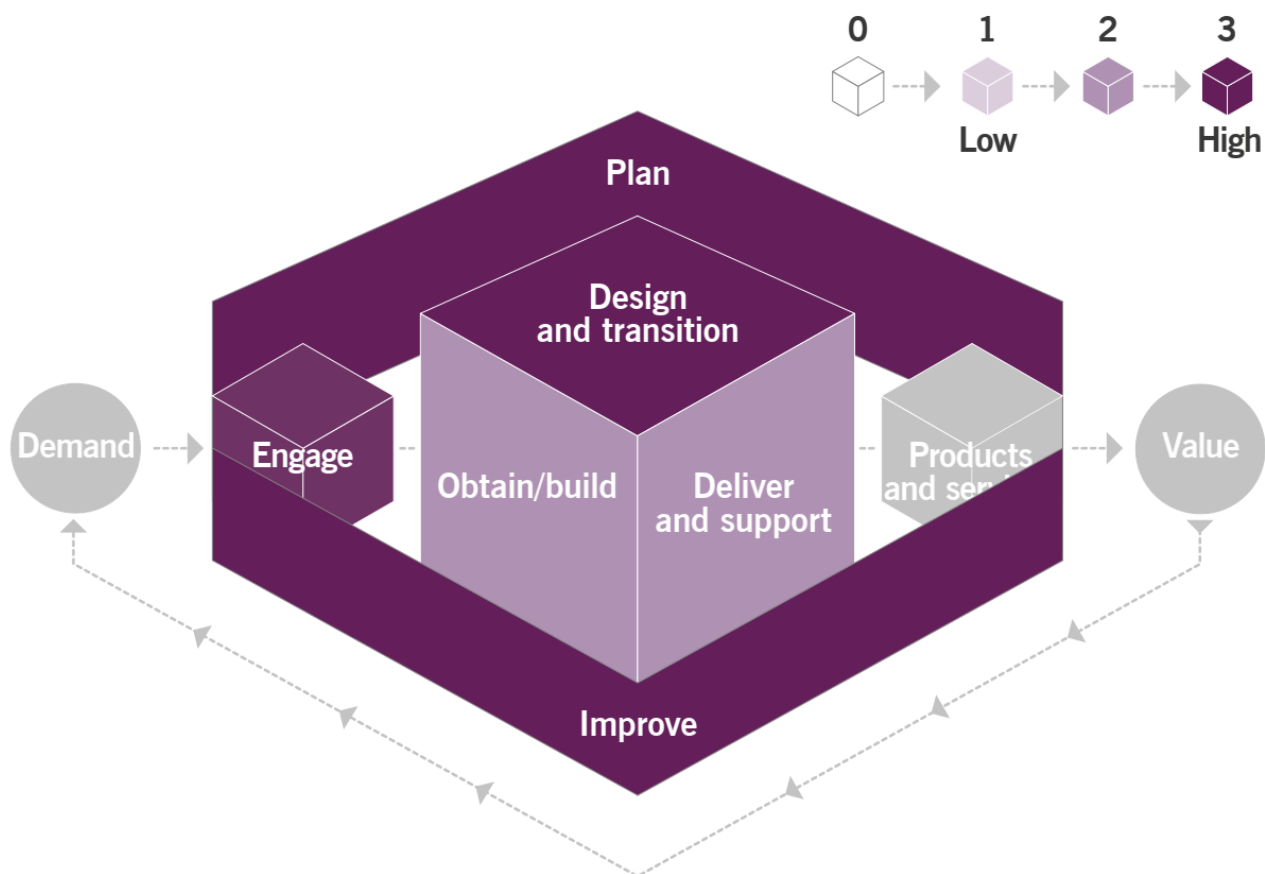 0 1 2 3
Low High
Plan
Design
and transition
Demand
Engage
Obtain/build
Deliver
and support
Products
and
Value
Improve